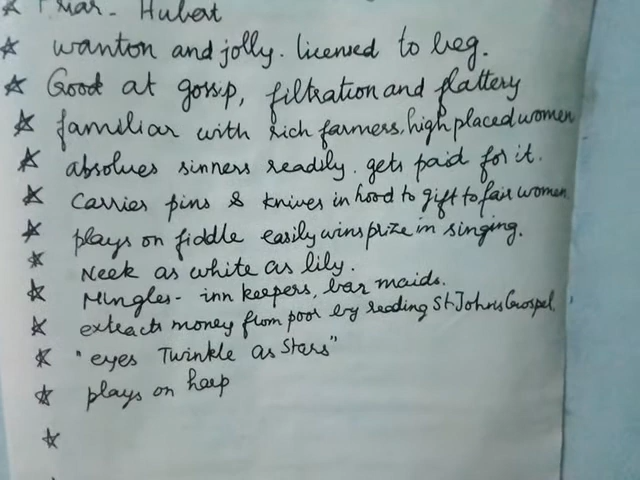 ☆ Friar- Hubert
☆ wanton and jolly. licensed to beg.
☆ Good at gossip, filtration and flattery
☆ familiar with rich farmers, high placed women
☆ absolves sinners readily. gets paid for it.
☆ Carries pins & knives in hood to gift to fair women
☆ plays on fiddle easily wins prize in singing.
☆ Neek as white as lily.
☆ Mingles- inn keepers, bar maids.
☆ extracts money from poor by reading St Johns Gospel.
☆ "eyes Twinkle as Stars"
☆ plays on harp
☆